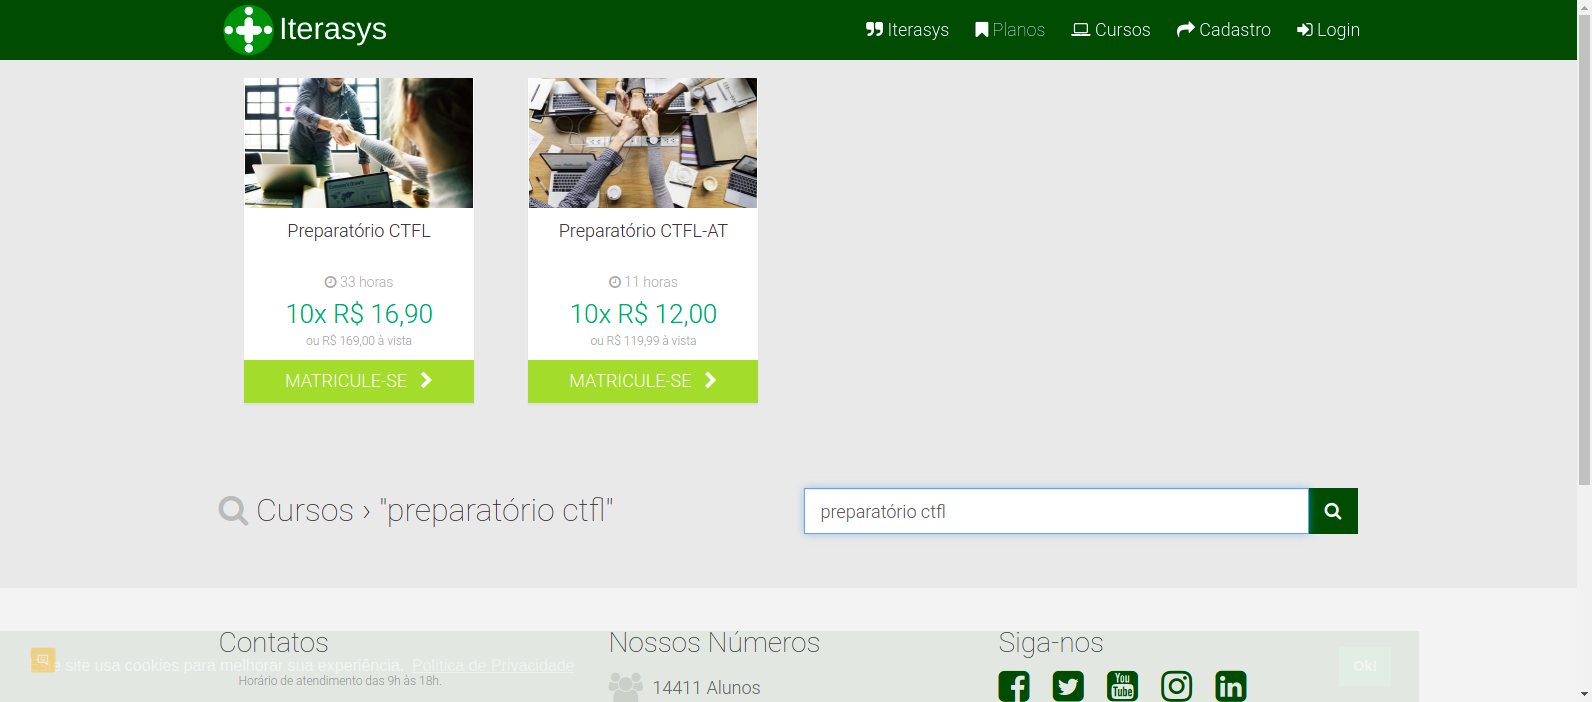 Iterasys
Iterasys Planos Cursos Cadastro Login
Preparatório CTFL
33 horas
10x R$ 16,90
ou R$ 169,00 à vista
MATRICULE-SE
Preparatório CTFL-AT
11 horas
10x R$ 12,00
ou R$ 119,99 à vista
MATRICULE-SE
Cursos › "preparatório ctfl"
preparatório ctfl
Contatos
site usa cookies para melhorar sua experiência. Política de Privacidade
Horário de atendimento das 9h às 18h.
Nossos Números
14411 Alunos
Siga-nos
You
Tube
Ok!